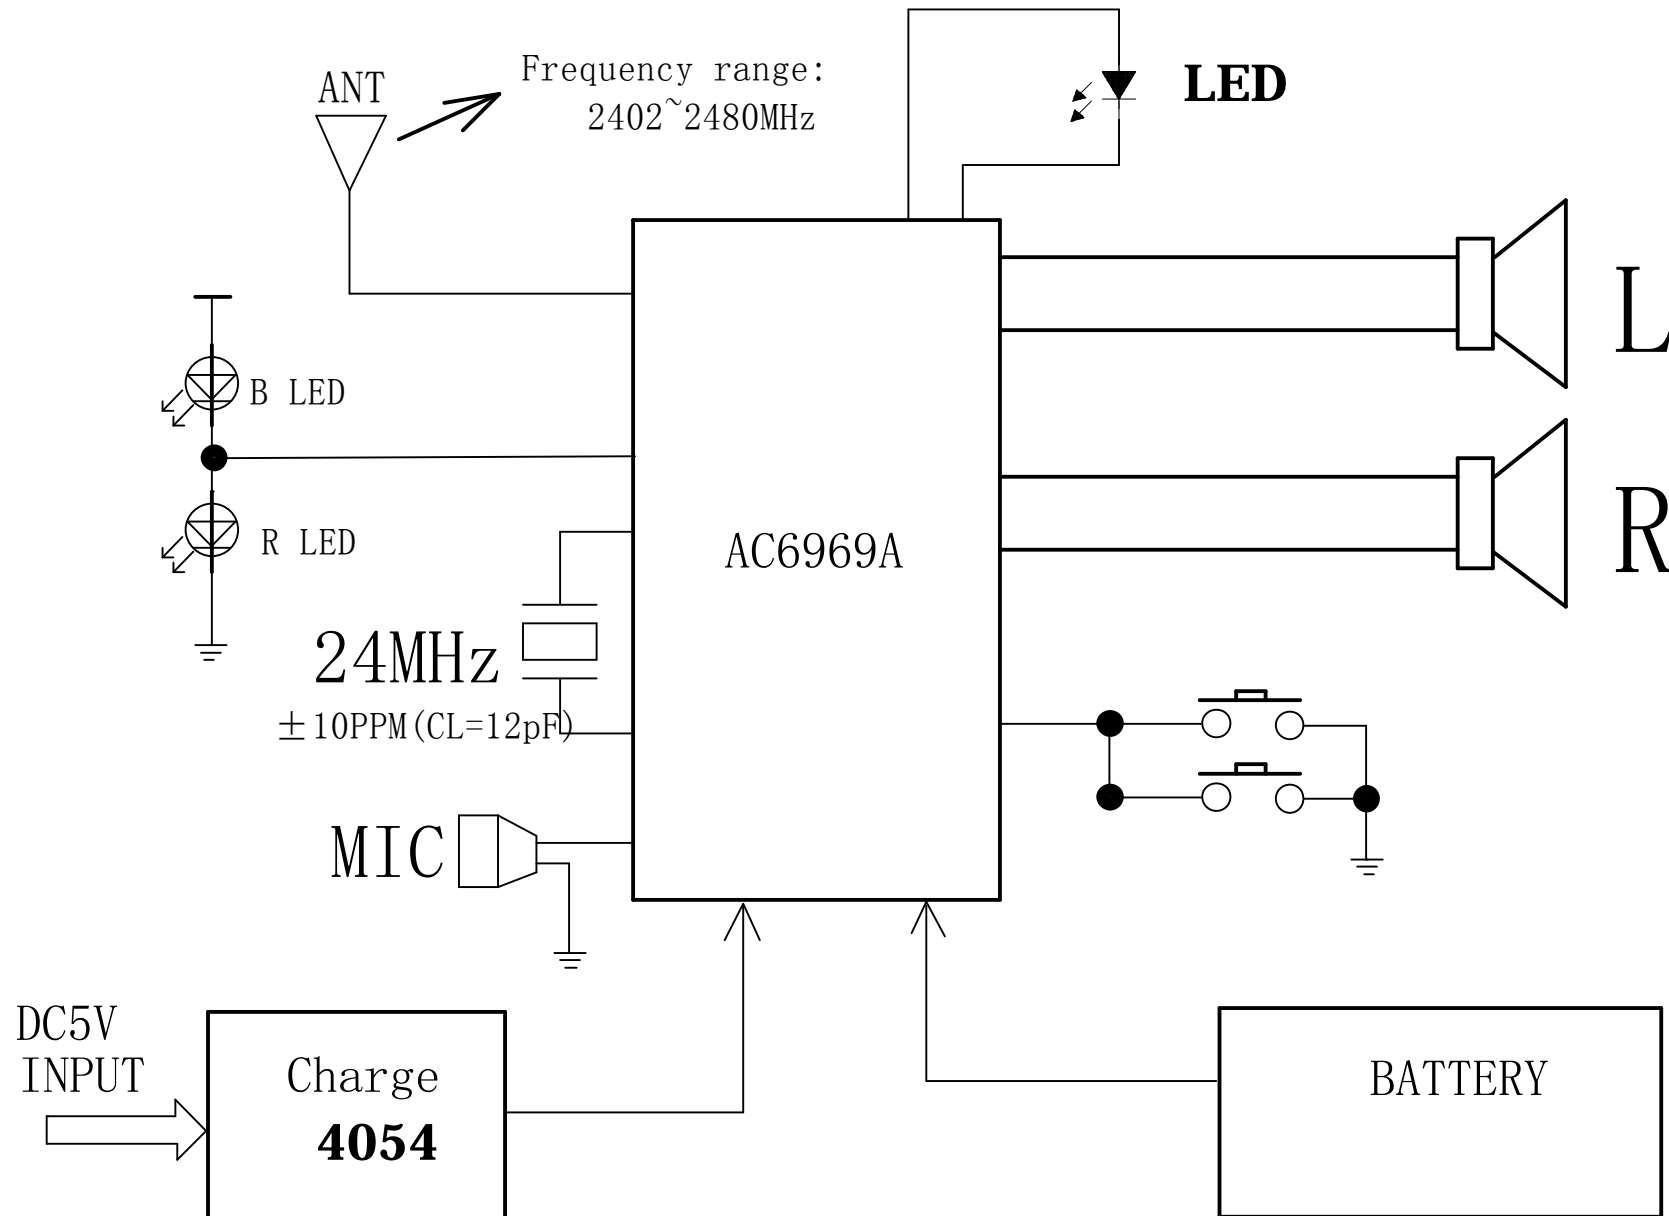 ANT
Frequency range:
2402~2480MHz
LED
L
B LED
R
R LED
AC6969A
24MHz
±10PPM(CL=12pF)
MIC
DC5V
INPUT
Charge
4054
BATTERY